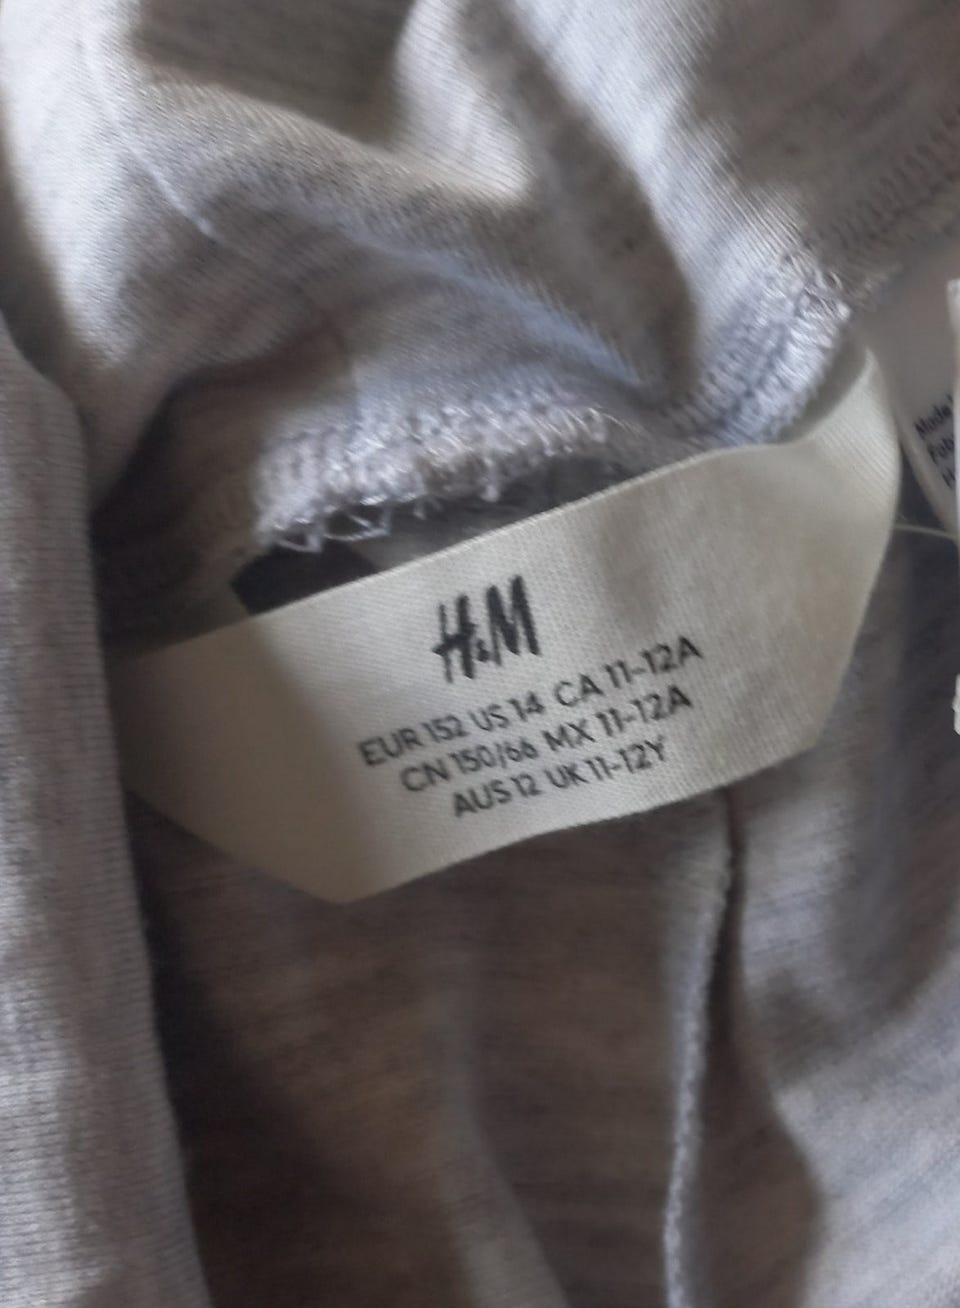 H&M
EUR 152 US 14 CA 11-12A
CN 150/66 MX 11-12A
AUS 12 UK 11-12Y